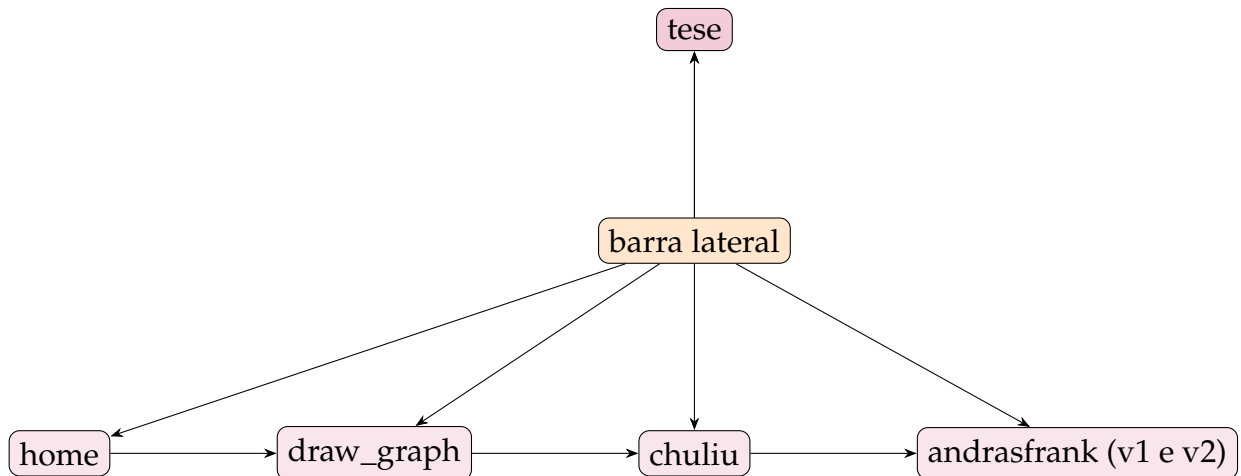 tese
barra lateral
home
draw_graph
chuliu
andrasfrank (v1 e v2)